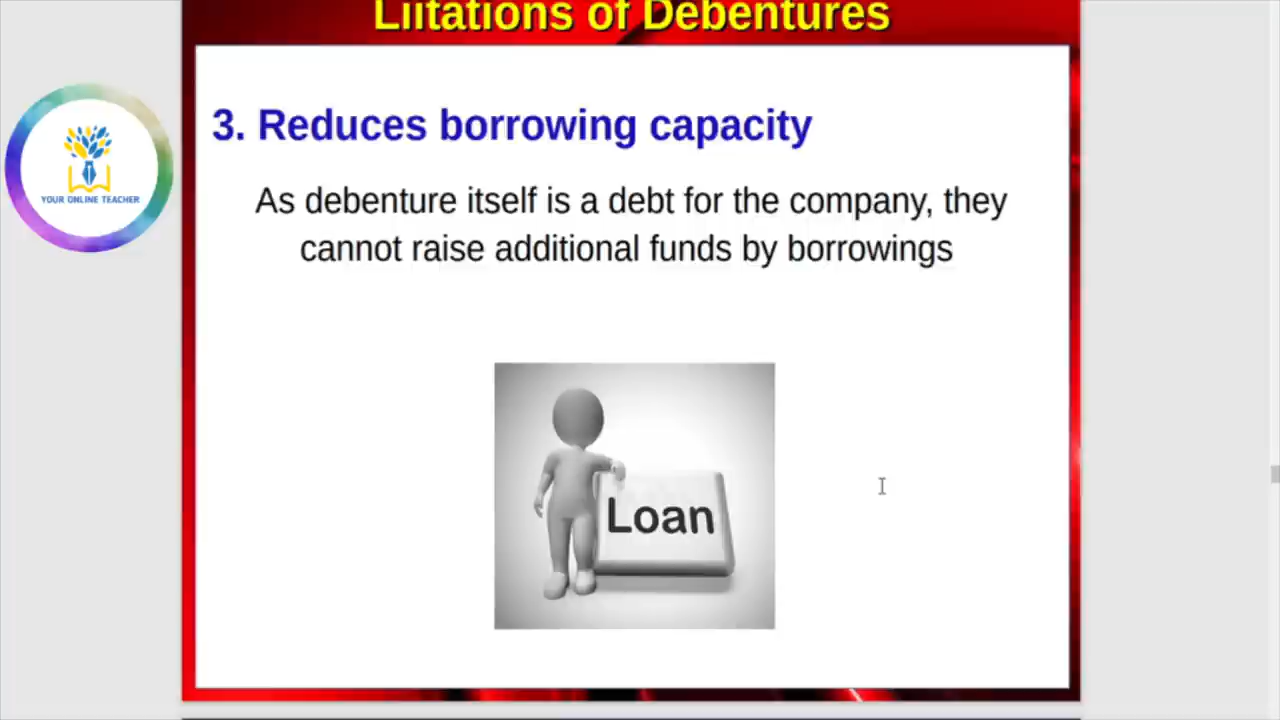 Liitations of Debentures
YOUR ONLINE TEACHER
3. Reduces borrowing capacity
As debenture itself is a debt for the company, they
cannot raise additional funds by borrowings
Loan